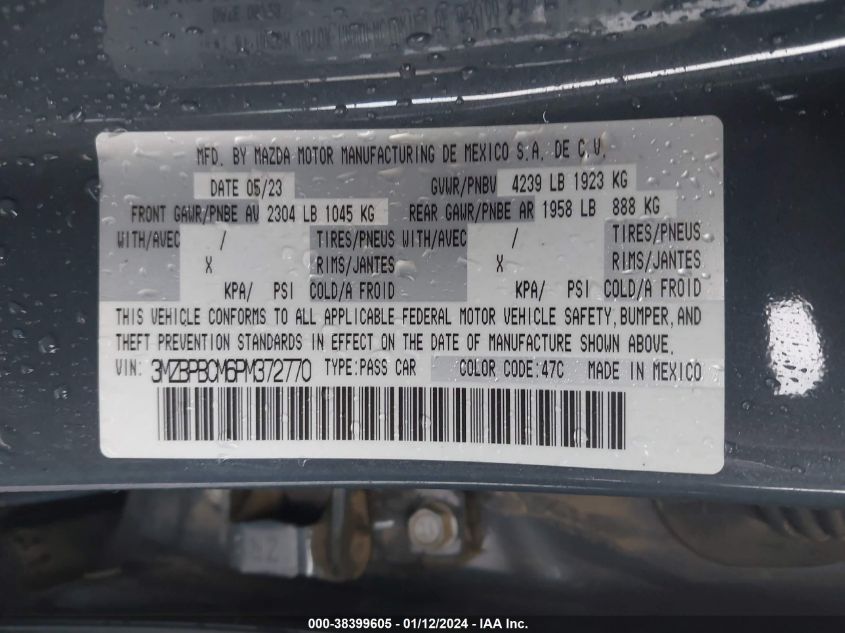 MFD. BY MAZDA MOTOR MANUFACTURING DE MEXICO S.A. DE C.V.
DATE 05/23 GVWR/PNBV 4239 LB 1923 KG
FRONT GAWR/PNBE AV 2304 LB 1045 KG REAR GAWR/PNBE AR 1958 LB 888 KG
WITH/AVEC / TIRES/PNEUS WITH/AVEC / TIRES/PNEUS
X RIMS/JANTES X RIMS/JANTES
KPA/ PSI COLD/A FROID KPA/ PSI COLD/A FROID
THIS VEHICLE CONFORMS TO ALL APPLICABLE FEDERAL MOTOR VEHICLE SAFETY, BUMPER, AND
THEFT PREVENTION STANDARDS IN EFFECT ON THE DATE OF MANUFACTURE SHOWN ABOVE.
VIN: 3MZBPBCM6PM372770 TYPE:PASS CAR COLOR CODE:47C MADE IN MEXICO
000-38399605 - 01/12/2024 - IAA Inc.